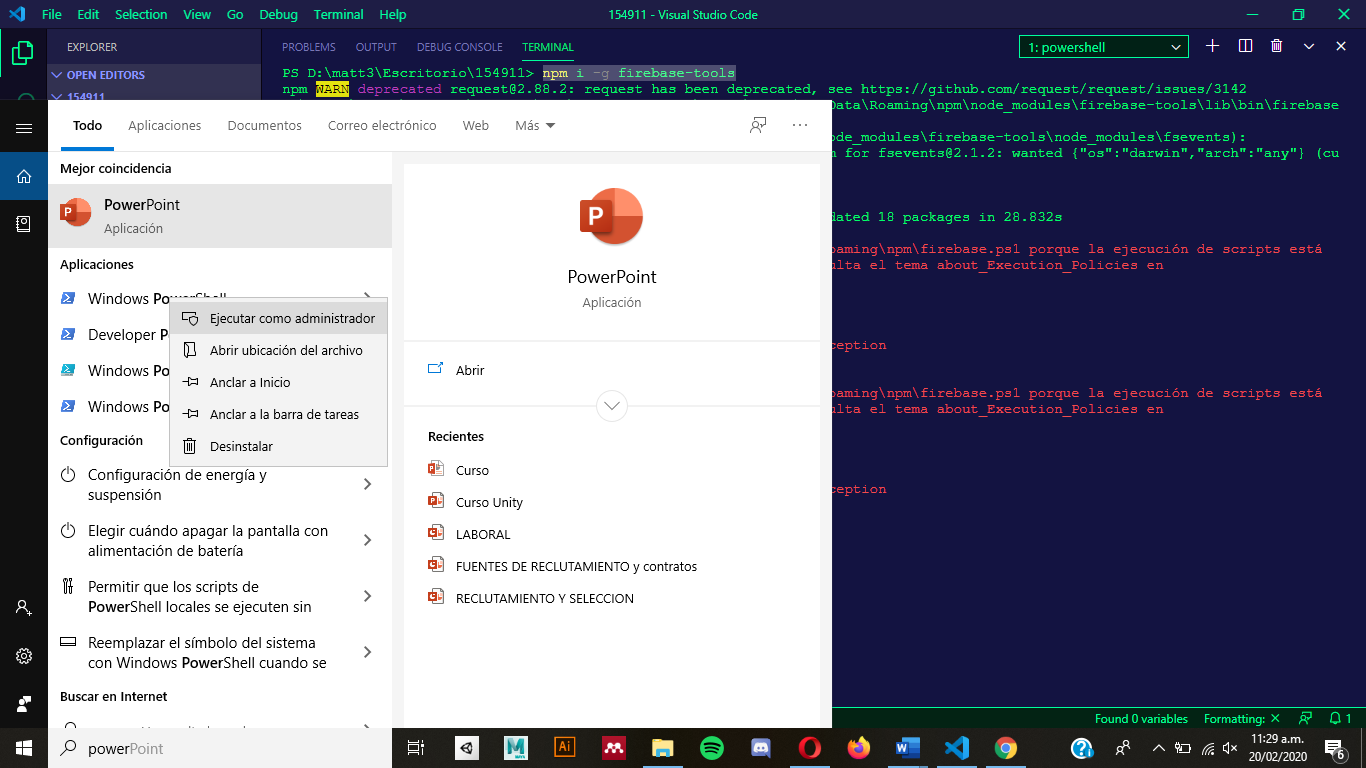 File Edit Selection View Go Debug Terminal Help
154911 - Visual Studio Code
EXPLORER
OPEN EDITORS
154911
PROBLEMS OUTPUT DEBUG CONSOLE TERMINAL
1: powershell
PS D:\matt3\Escritorio\154911> npm i -g firebase-tools
npm WARN deprecated request@2.88.2: request has been deprecated, see https://github.com/request/request/issues/3142
Data\Roaming\npm\node_modules\firebase-tools\lib\bin\firebase
de_modules\firebase-tools\node_modules\fsevents):
for fsevents@2.1.2: wanted {"os":"darwin","arch":"any"} (cu
dated 18 packages in 28.832s
oaming\npm\firebase.ps1 porque la ejecución de scripts está
ulta el tema about_Execution_Policies en
ception
oaming\npm\firebase.ps1 porque la ejecución de scripts está
ulta el tema about_Execution_Policies en
ception
Todo Aplicaciones Documentos Correo electrónico Web Más
Mejor coincidencia
PowerPoint
Aplicación
Aplicaciones
Windows PowerShell
Developer P
Windows Po
Windows Po
Ejecutar como administrador
Abrir ubicación del archivo
Anclar a Inicio
Anclar a la barra de tareas
Desinstalar
Configuración
Configuración de energía y
suspensión
Elegir cuándo apagar la pantalla con
alimentación de batería
Permitir que los scripts de
PowerShell locales se ejecuten sin
Reemplazar el símbolo del sistema
con Windows PowerShell cuando se
Buscar en Internet
powerPoint
PowerPoint
Aplicación
Abrir
Recientes
Curso
Curso Unity
LABORAL
FUENTES DE RECLUTAMIENTO y contratos
RECLUTAMIENTO Y SELECCION
Found 0 variables Formating: ✕ 1
11:29 a.m.
20/02/2020
6